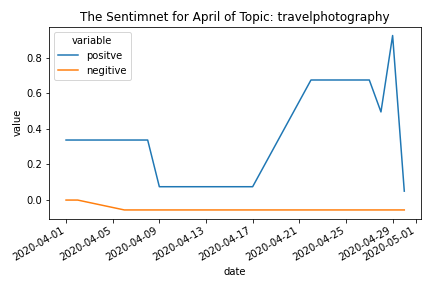 The Sentimnet for April of Topic: travelphotography
variable
positve
negitive
value
0.8
0.6
0.4
0.2
0.0
2020-04-01
2020-04-05
2020-04-09
2020-04-13
2020-04-17
2020-04-21
2020-04-25
2020-04-29
2020-05-01
date